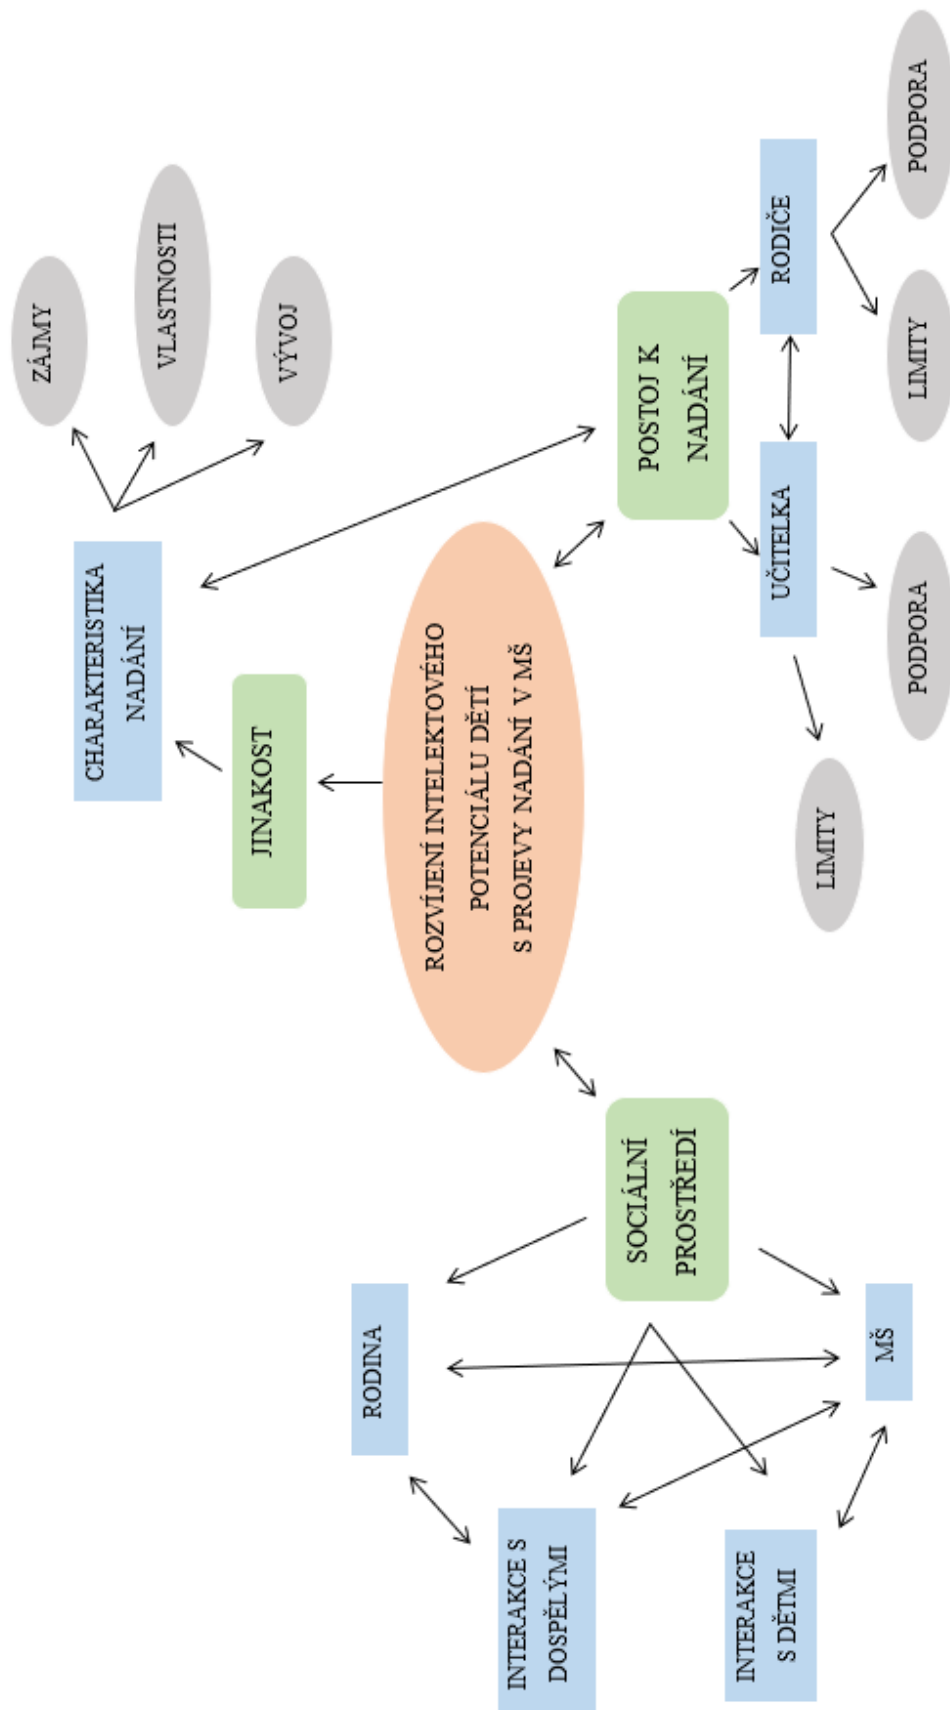 ZÁJMY
CHARAKTERISTIKA
NADÁNÍ
VLASTNOSTI
VÝVOJ
JINAKOST
RODINA
ROZVÍJENÍ INTELEKTOVÉHO
POTENCIÁLU DĚTÍ
S PROJEVY NADÁNÍ V MŠ
INTERAKCE S
DOSPĚLÝMI
SOCIÁLNÍ
PROSTŘEDÍ
POSTOJ K
NADÁNÍ
INTERAKCE
S DĚTMI
MŠ
UČITELKA
RODIČE
LIMITY
PODPORA
LIMITY
PODPORA